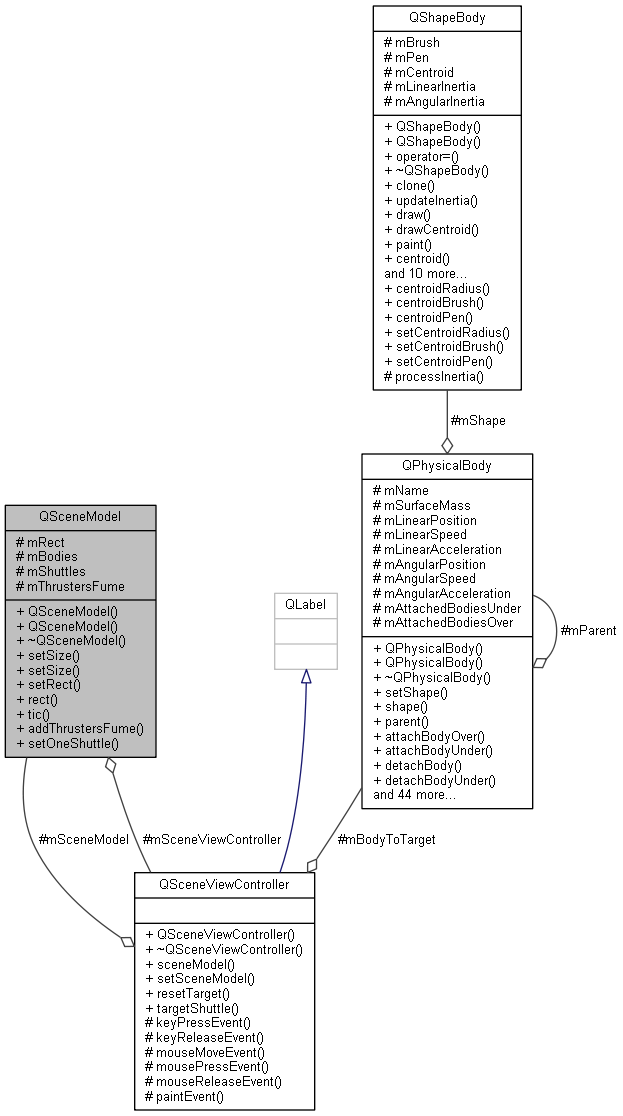 QShapeBody
# mBrush
# mPen
# mCentroid
# mLinearInertia
# mAngularInertia
+ QShapeBody()
+ QShapeBody()
+ operator=()
+ ~QShapeBody()
+ clone()
+ updateInertia()
+ draw()
+ drawCentroid()
+ paint()
+ centroid()
and 10 more...
+ centroidRadius()
+ centroidBrush()
+ centroidPen()
+ setCentroidRadius()
+ setCentroidBrush()
+ setCentroidPen()
# processInertia()
#mShape
QPhysicalBody
# mName
# mSurfaceMass
# mLinearPosition
# mLinearSpeed
# mLinearAcceleration
# mAngularPosition
# mAngularSpeed
# mAngularAcceleration
# mAttachedBodiesUnder
# mAttachedBodiesOver
+ QPhysicalBody()
+ QPhysicalBody()
+ ~QPhysicalBody()
+ setShape()
+ shape()
+ parent()
+ attachBodyOver()
+ attachBodyUnder()
+ detachBody()
+ detachBodyUnder()
and 44 more...
#mParent
QSceneModel
# mRect
# mBodies
# mShuttles
# mThrustersFume
+ QSceneModel()
+ QSceneModel()
+ ~QSceneModel()
+ setSize()
+ setSize()
+ setRect()
+ rect()
+ tic()
+ addThrustersFume()
+ setOneShuttle()
QLabel
#mSceneModel
#mSceneViewController
#mBodyToTarget
QSceneViewController
+ QSceneViewController()
+ ~QSceneViewController()
+ sceneModel()
+ setSceneModel()
+ resetTarget()
+ targetShuttle()
# keyPressEvent()
# keyReleaseEvent()
# mouseMoveEvent()
# mousePressEvent()
# mouseReleaseEvent()
# paintEvent()